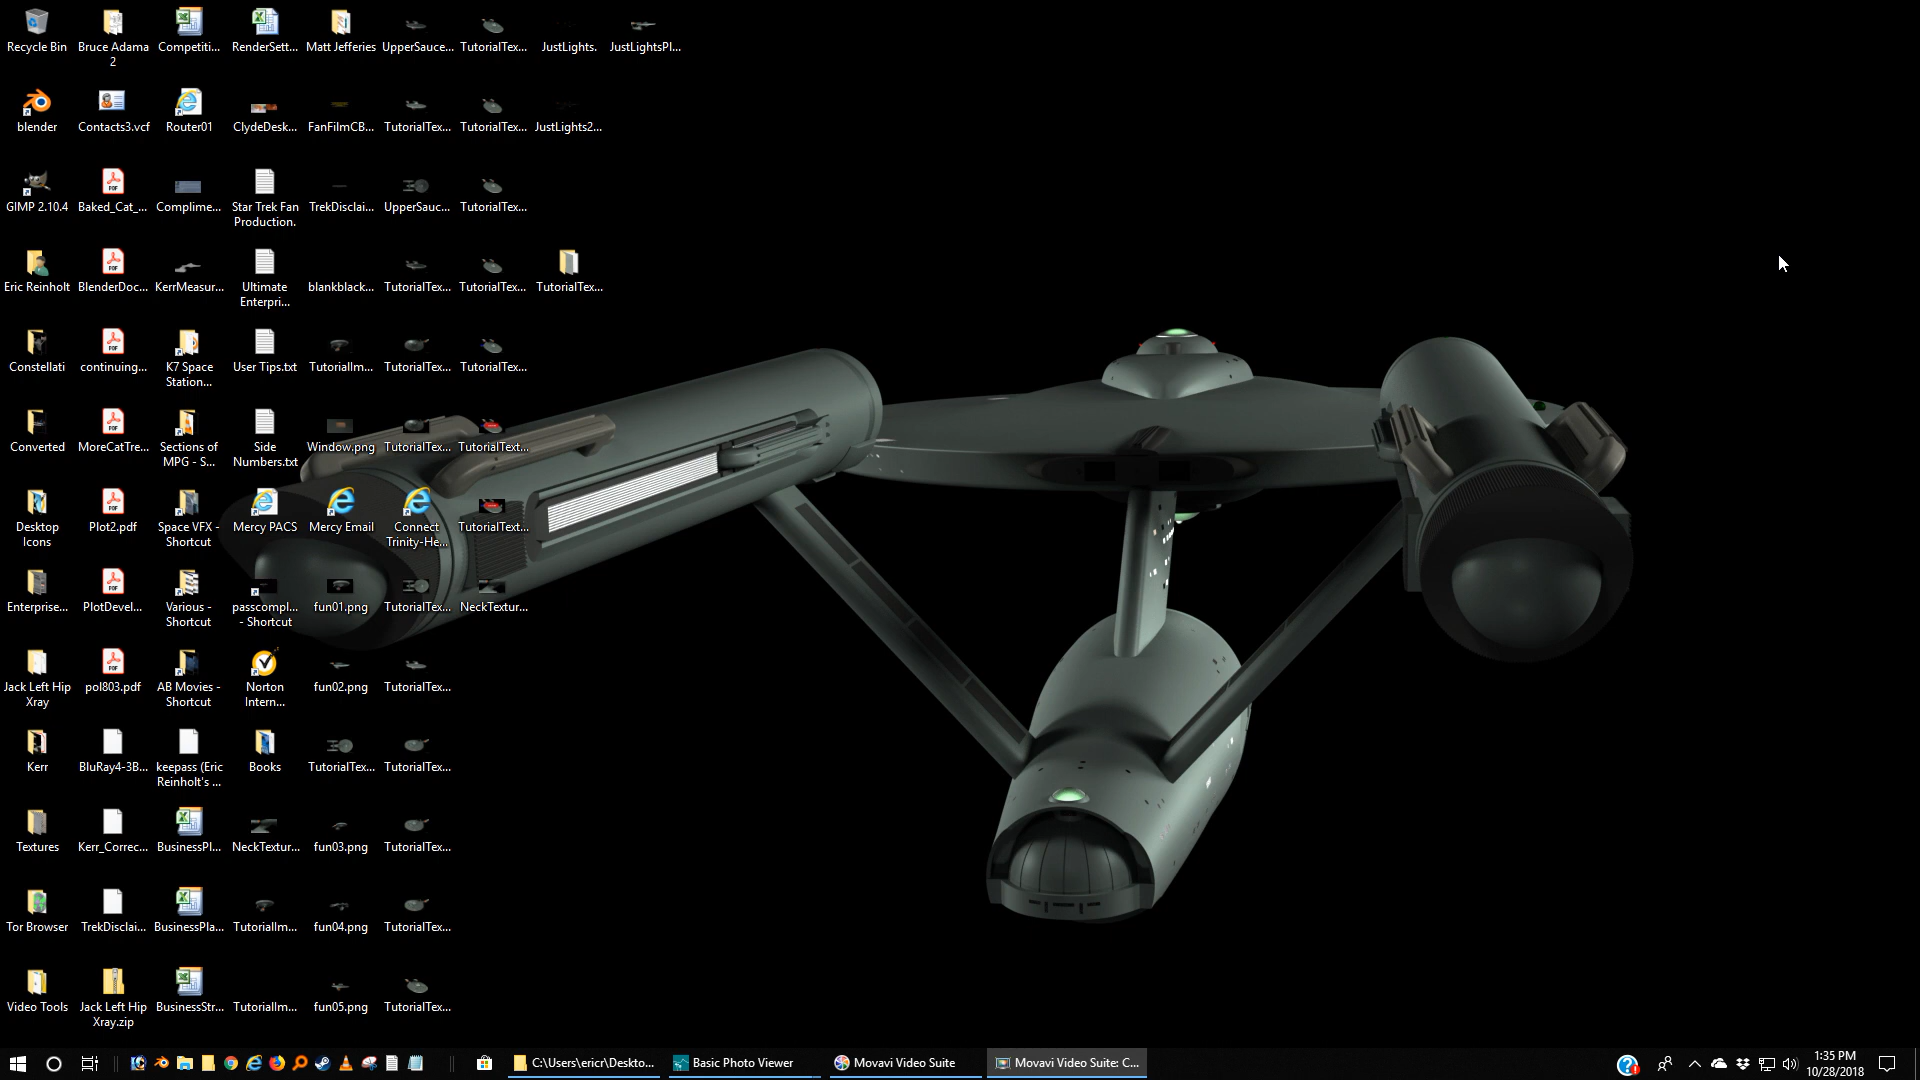 Recycle Bin
Bruce Adama
2
Competiti...
RenderSett...
Matt Jefferies
UpperSauce...
TutorialTex...
JustLights.
JustLightsPl...
blender
Contacts3.vcf
Router01
ClydeDesk...
FanFilmCB...
TutorialTex...
TutorialTex...
JustLights2...
GIMP 2.10.4
Baked_Cat_...
Complime...
Star Trek Fan
Production.
TrekDisclai...
UpperSauc...
TutorialTex...
Eric Reinholt
BlenderDoc...
KerrMeasur...
Ultimate
Enterpri...
blankblack...
TutorialTex...
TutorialTex...
TutorialTex...
Constellati
continuing...
K7 Space
Station...
User Tips.txt
TutorialIm...
TutorialTex...
TutorialTex...
Converted
MoreCatTre...
Sections of
MPG - S...
Side
Numbers.txt
Window.png
TutorialTex...
TutorialText...
Desktop
Icons
Plot2.pdf
Space VFX -
Shortcut
Mercy PACS
Mercy Email
Connect
Trinity-He...
TutorialText...
Enterprise...
PlotDevel...
Various -
Shortcut
passcompl...
- Shortcut
fun01.png
TutorialTex...
NeckTextur...
Jack Left Hip
Xray
pol803.pdf
AB Movies -
Shortcut
Norton
Intern...
fun02.png
TutorialTex...
Kerr
BluRay4-3B...
keepass (Eric
Reinholt's ...
Books
TutorialTex...
TutorialTex...
Textures
Kerr_Correc...
BusinessPl...
NeckTextur...
fun03.png
TutorialTex...
Tor Browser
TrekDisclai...
BusinessPla...
TutorialIm...
fun04.png
TutorialTex...
Video Tools
Jack Left Hip
Xray.zip
BusinessStr...
TutorialIm...
fun05.png
TutorialTex...
C:\Users\ericr\Deskto...
Basic Photo Viewer
Movavi Video Suite
Movavi Video Suite: C...
1:35 PM
10/28/2018